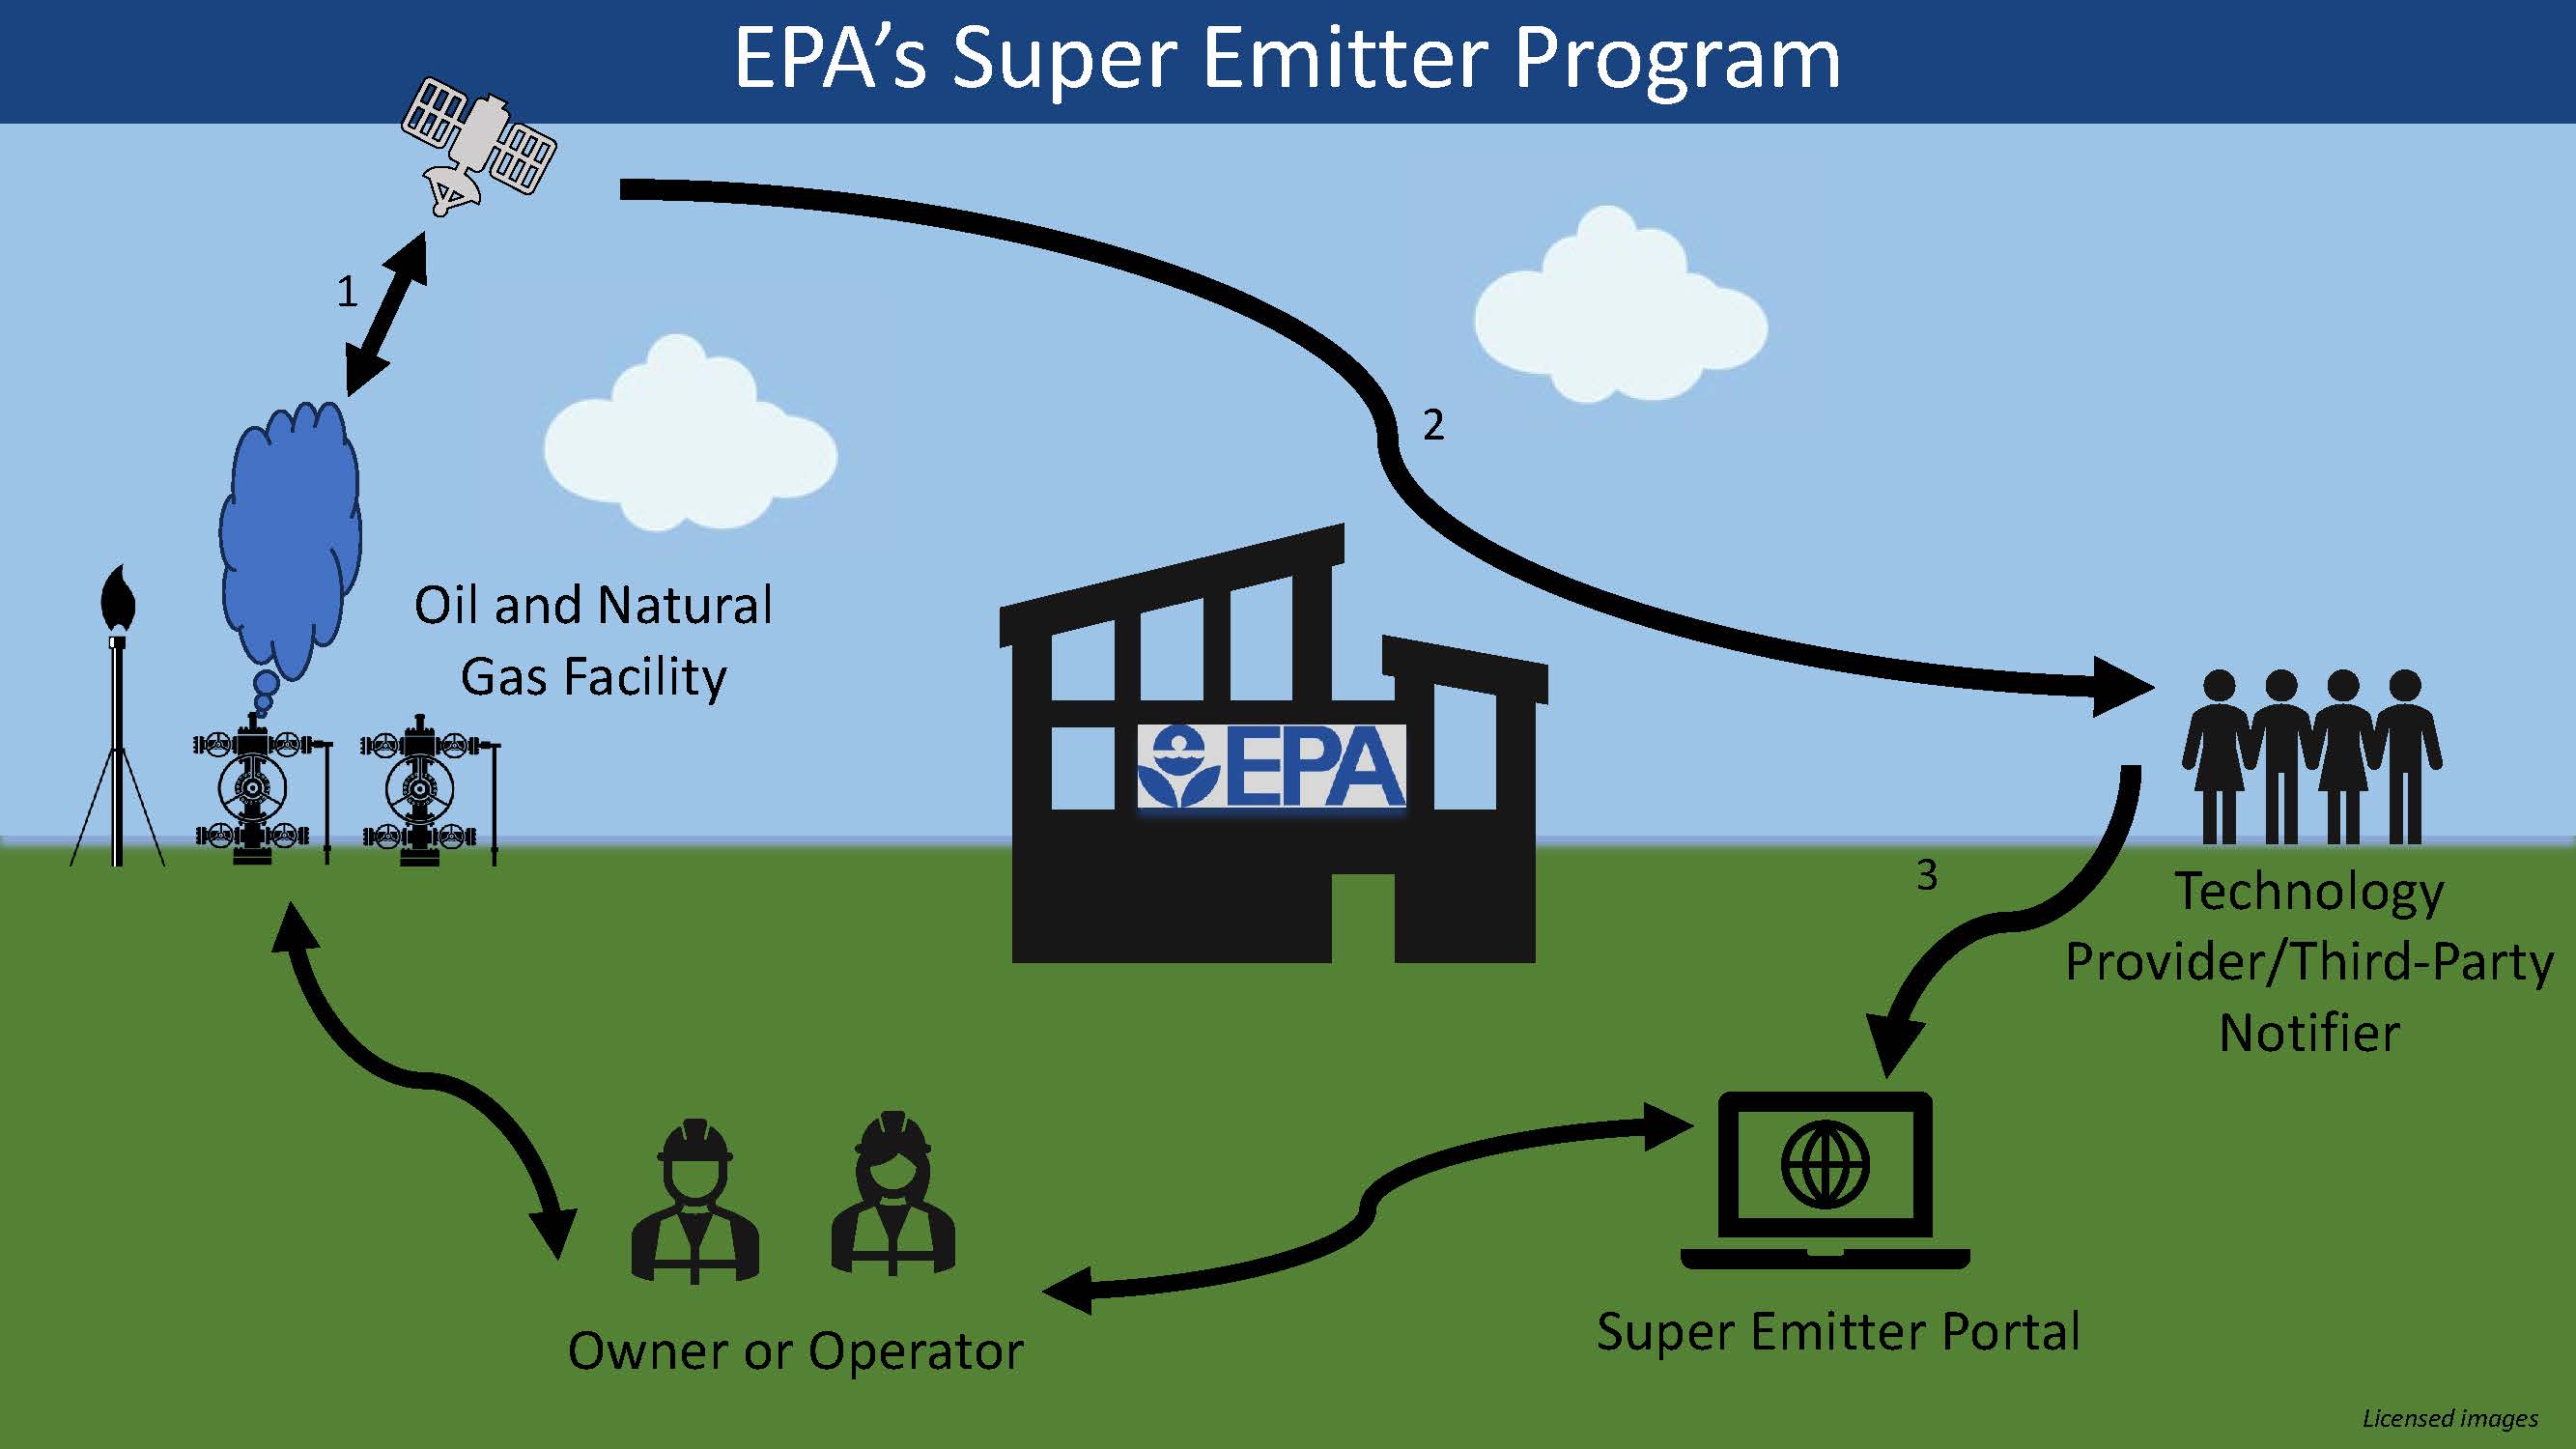 EPA’s Super Emitter Program
1
2
Oil and Natural
Gas Facility
EPA
3
Technology
Provider/Third-Party
Notifier
Owner or Operator
Super Emitter Portal
Licensed images